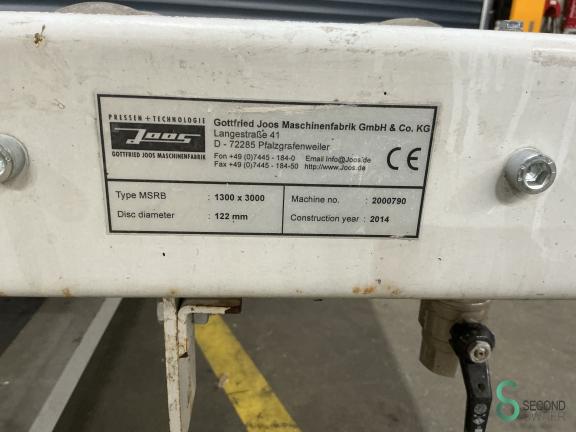 PRESSEN + TECHNOLOGIE
Joos
GOTTFRIED JOOS MASCHINENFABRIK
Gottfried Joos Maschinenfabrik GmbH & Co. KG
Langestraße 41
D - 72285 Pfalzgrafenweiler
Fon +49 (0)7445 - 184-0 Email Info@Joos.de
Fax +49 (0)7445 - 184-50 http://www.Joos.de
CE
Type MSRB : 1300 x 3000
Disc diameter : 122 mm
Machine no. : 2000790
Construction year : 2014
SECOND
OWNER